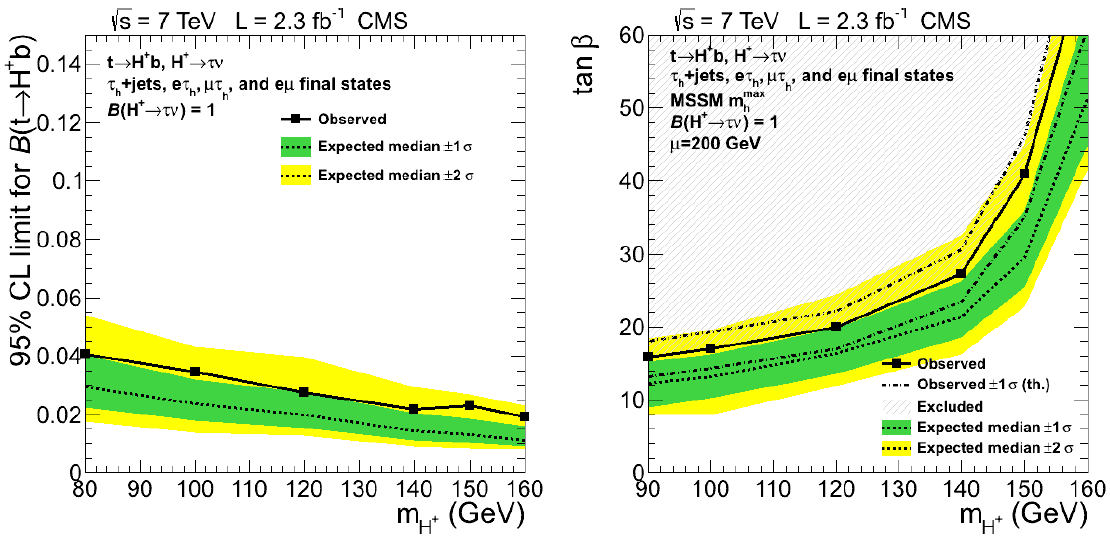 √s = 7 TeV L = 2.3 fb⁻¹ CMS
95% CL limit for B(t→H⁺b)
t→H⁺b, H⁺→τν
τₕ+jets, eτₕ, μτₕ, and eμ final states
B(H⁺→τν) = 1
Observed
Expected median ±1σ
Expected median ±2 σ
0.14
0.12
0.1
0.08
0.06
0.04
0.02
0
80 90 100 110 120 130 140 150 160
m_H⁺ (GeV)
√s = 7 TeV L = 2.3 fb⁻¹ CMS
tan β
t→H⁺b, H⁺→τν
τₕ+jets, eτₕ, μτₕ, and eμ final states
MSSM mₕᵐᵃˣ
B(H⁺→τν) = 1
μ=200 GeV
60
50
40
30
20
10
0
Observed
Observed ±1σ (th.)
Excluded
Expected median ±1σ
Expected median ±2 σ
90 100 110 120 130 140 150 160
m_H⁺ (GeV)